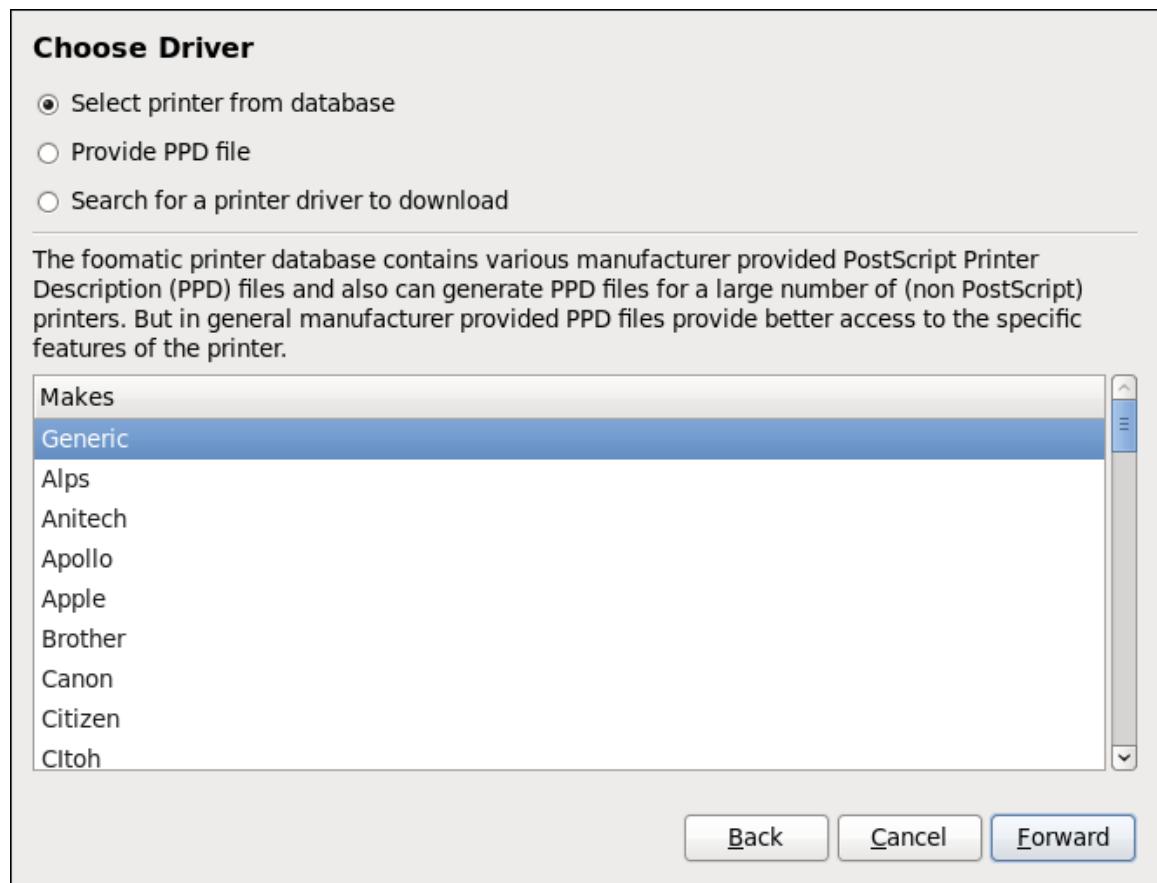 Choose Driver
Select printer from database
Provide PPD file
Search for a printer driver to download
The foomatic printer database contains various manufacturer provided PostScript Printer
Description (PPD) files and also can generate PPD files for a large number of (non PostScript)
printers. But in general manufacturer provided PPD files provide better access to the specific
features of the printer.
Makes
Generic
Alps
Anitech
Apollo
Apple
Brother
Canon
Citizen
CItoh
Back Cancel Forward